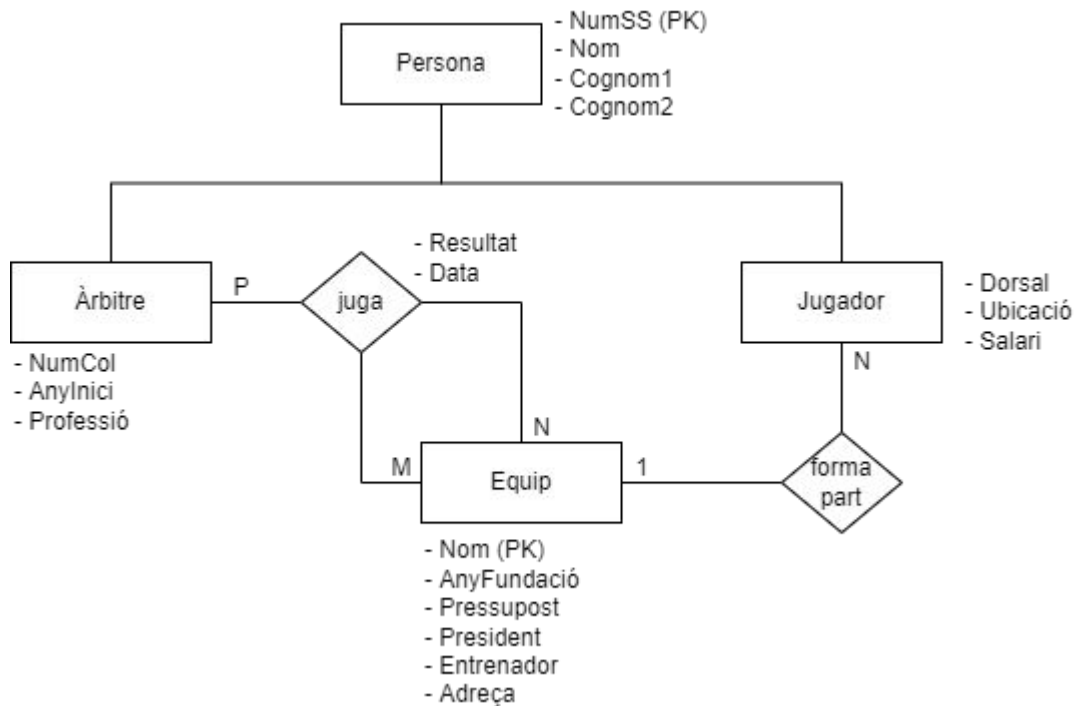 - NumSS (PK)
- Nom
- Cognom1
- Cognom2
Persona
- Resultat
- Data
Àrbitre
P
juga
Jugador
- Dorsal
- Ubicació
- Salari
- NumCol
- AnyInici
- Professió
N
N
M
Equip
1
forma
part
- Nom (PK)
- AnyFundació
- Pressupost
- President
- Entrenador
- Adreça